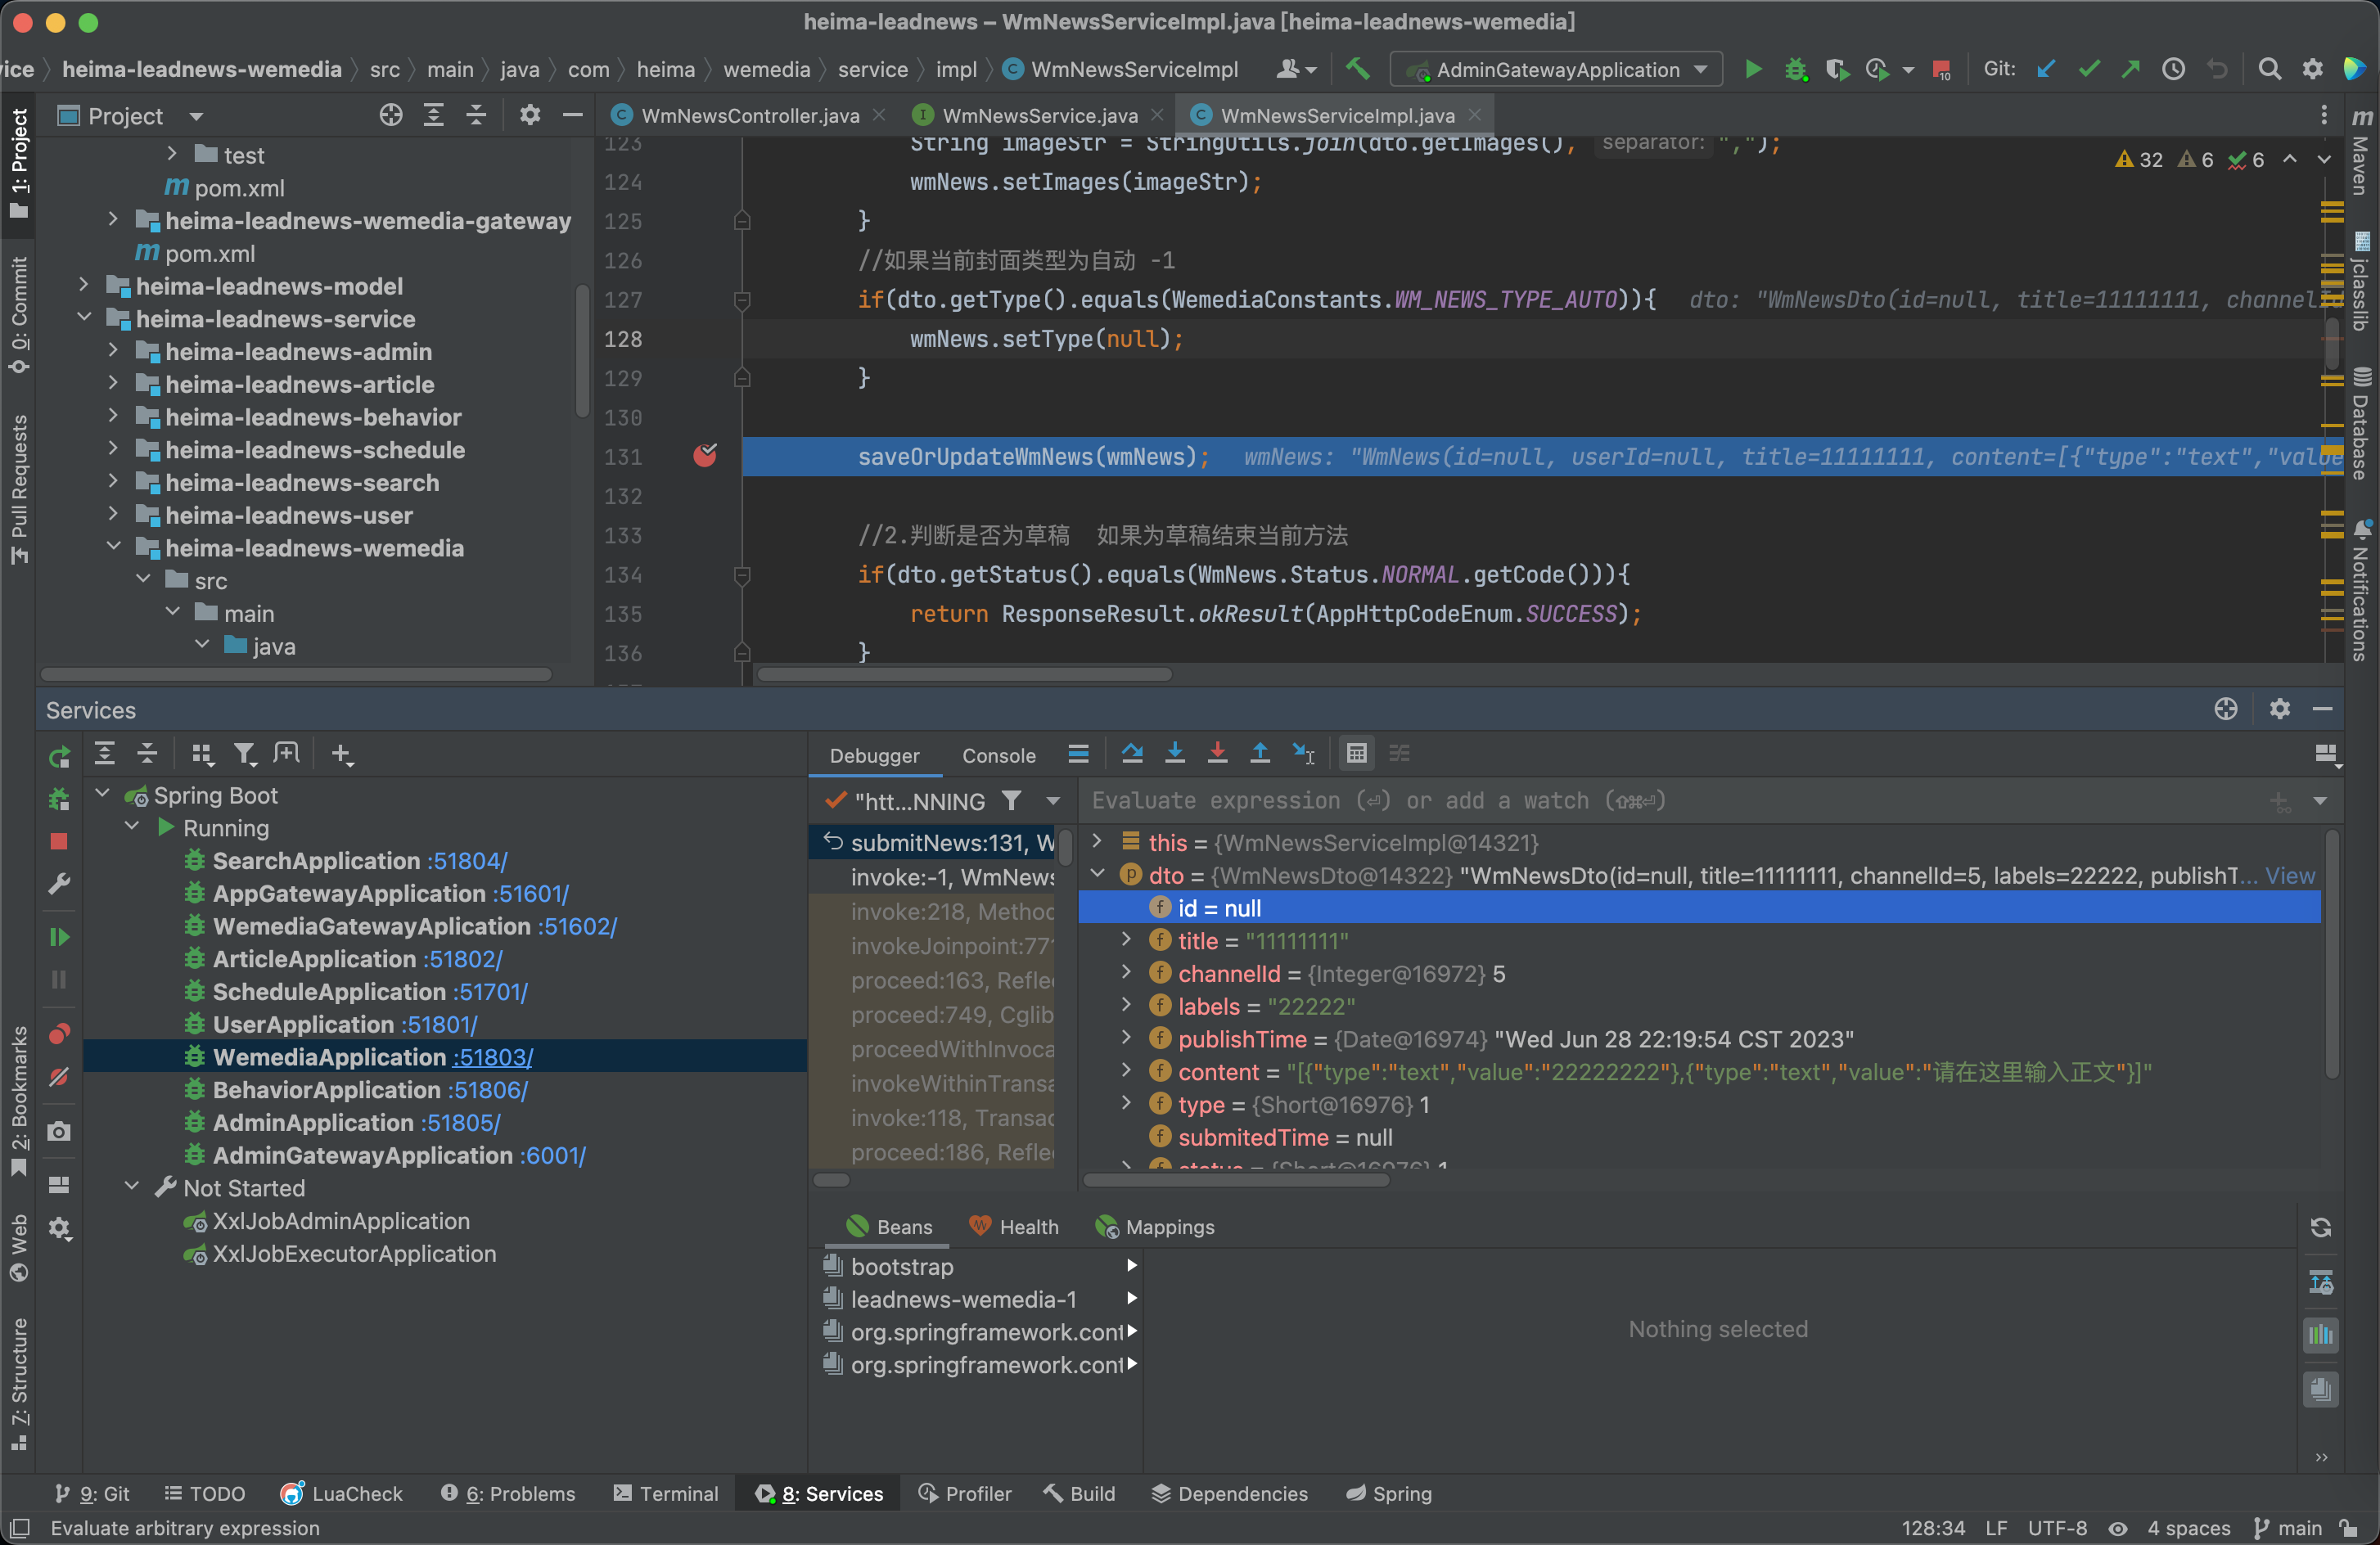 heima-leadnews – WmNewsServiceImpl.java [heima-leadnews-wemedia]
heima-leadnews-wemedia src main java com heima wemedia service impl WmNewsServiceImpl
AdminGatewayApplication
10
Git:
Project
WmNewsController.java
WmNewsService.java
WmNewsServiceImpl.java
test
pom.xml
heima-leadnews-wemedia-gateway
pom.xml
heima-leadnews-model
heima-leadnews-service
heima-leadnews-admin
heima-leadnews-article
heima-leadnews-behavior
heima-leadnews-schedule
heima-leadnews-search
heima-leadnews-user
heima-leadnews-wemedia
src
main
java
32 6 6
123 String imageStr = StringUtils.join(dto.getImages(), separator: ",");
124 wmNews.setImages(imageStr);
125 }
126 //如果当前封面类型为自动 -1
127 if(dto.getType().equals(WemediaConstants.WM_NEWS_TYPE_AUTO)){ dto: "WmNewsDto(id=null, title=11111111, channelId
128 wmNews.setType(null);
129 }
130
131 saveOrUpdateWmNews(wmNews); wmNews: "WmNews(id=null, userId=null, title=11111111, content=[{"type":"text","value
132
133 //2.判断是否为草稿 如果为草稿结束当前方法
134 if(dto.getStatus().equals(WmNews.Status.NORMAL.getCode())){
135 return ResponseResult.okResult(AppHttpCodeEnum.SUCCESS);
136 }
1: Project
0: Commit
Pull Requests
2: Bookmarks
Web
7: Structure
Maven
jclasslib
Database
Notifications
Services
Spring Boot
Running
SearchApplication :51804/
AppGatewayApplication :51601/
WemediaGatewayAplication :51602/
ArticleApplication :51802/
ScheduleApplication :51701/
UserApplication :51801/
WemediaApplication :51803/
BehaviorApplication :51806/
AdminApplication :51805/
AdminGatewayApplication :6001/
Not Started
XxlJobAdminApplication
XxlJobExecutorApplication
Debugger
Console
"htt...NNING
submitNews:131, W
invoke:-1, WmNews
invoke:218, Method
invokeJoinpoint:771
proceed:163, Refle
proceed:749, Cglib
proceedWithInvoca
invokeWithinTransa
invoke:118, Transac
proceed:186, Refle
Evaluate expression (⏎) or add a watch (⇧⌘⏎)
this = {WmNewsServiceImpl@14321}
dto = {WmNewsDto@14322} "WmNewsDto(id=null, title=11111111, channelId=5, labels=22222, publishT... View
id = null
title = "11111111"
channelId = {Integer@16972} 5
labels = "22222"
publishTime = {Date@16974} "Wed Jun 28 22:19:54 CST 2023"
content = "[{"type":"text","value":"22222222"},{"type":"text","value":"请在这里输入正文"}]"
type = {Short@16976} 1
submitedTime = null
status = {Short@16976} 1
Beans
Health
Mappings
bootstrap
leadnews-wemedia-1
org.springframework.cont
org.springframework.cont
Nothing selected
9: Git
TODO
LuaCheck
6: Problems
Terminal
8: Services
Profiler
Build
Dependencies
Spring
Evaluate arbitrary expression
128:34 LF UTF-8 4 spaces main